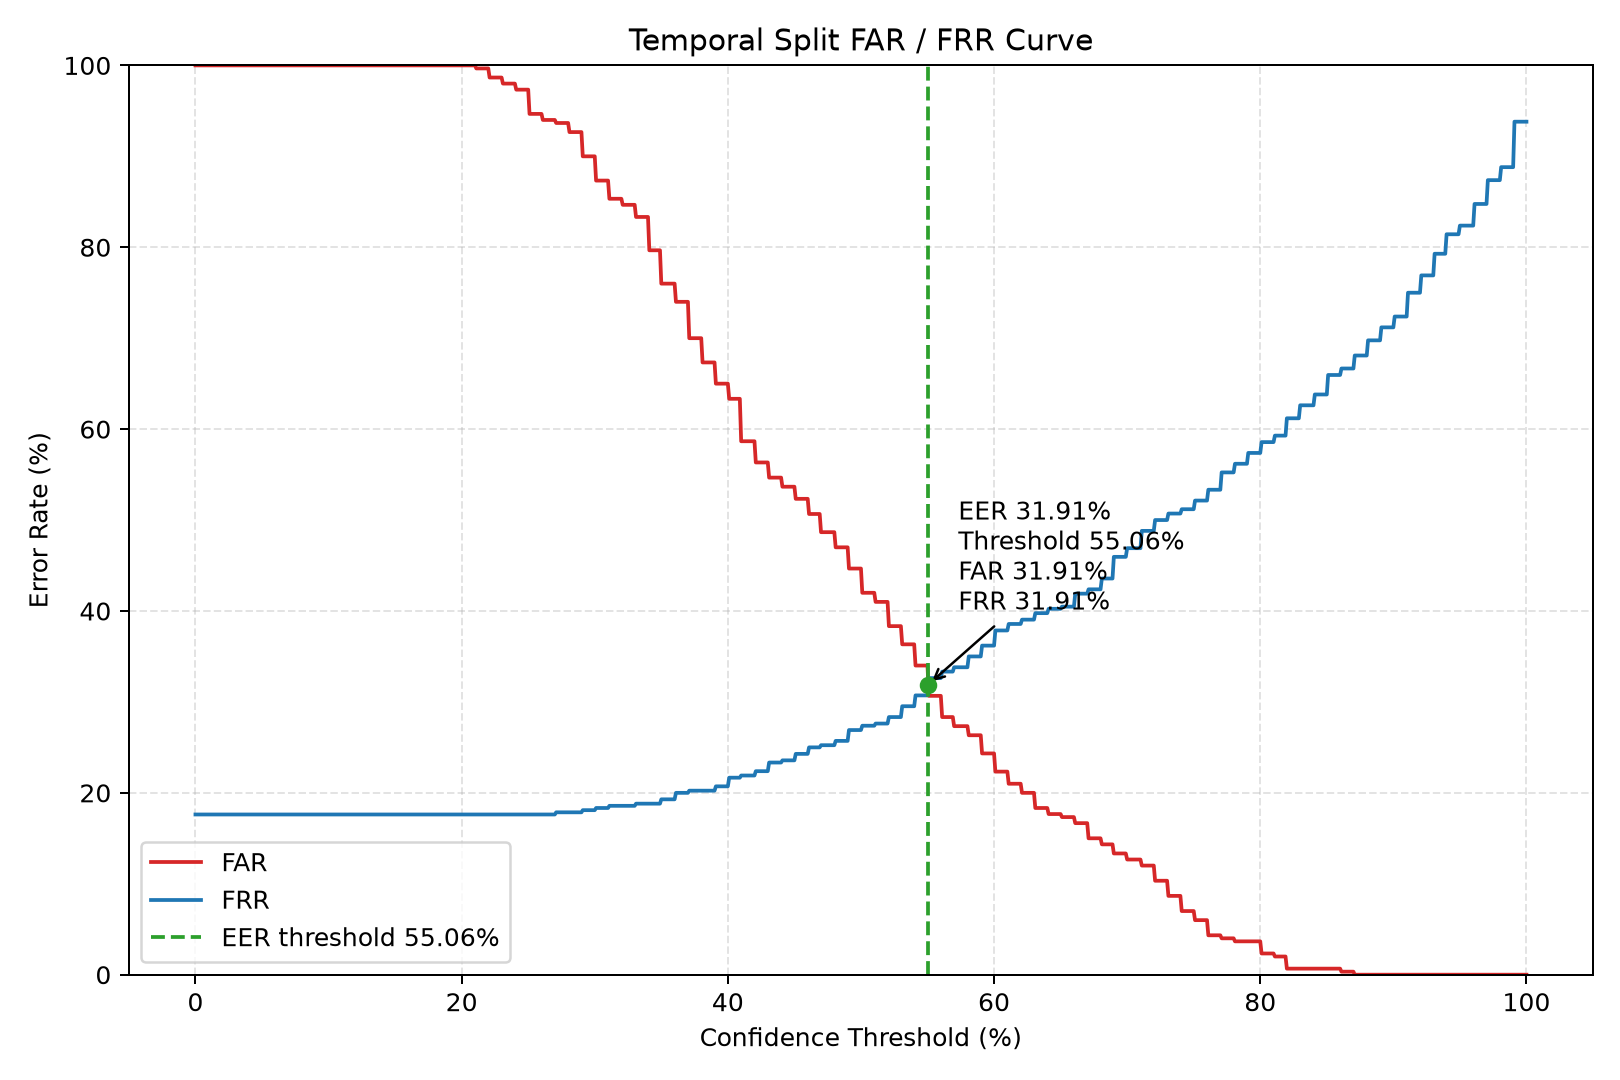 Temporal Split FAR / FRR Curve
Error Rate (%)
100
80
60
40
20
0
EER 31.91%
Threshold 55.06%
FAR 31.91%
FRR 31.91%
FAR
FRR
EER threshold 55.06%
0 20 40 60 80 100
Confidence Threshold (%)